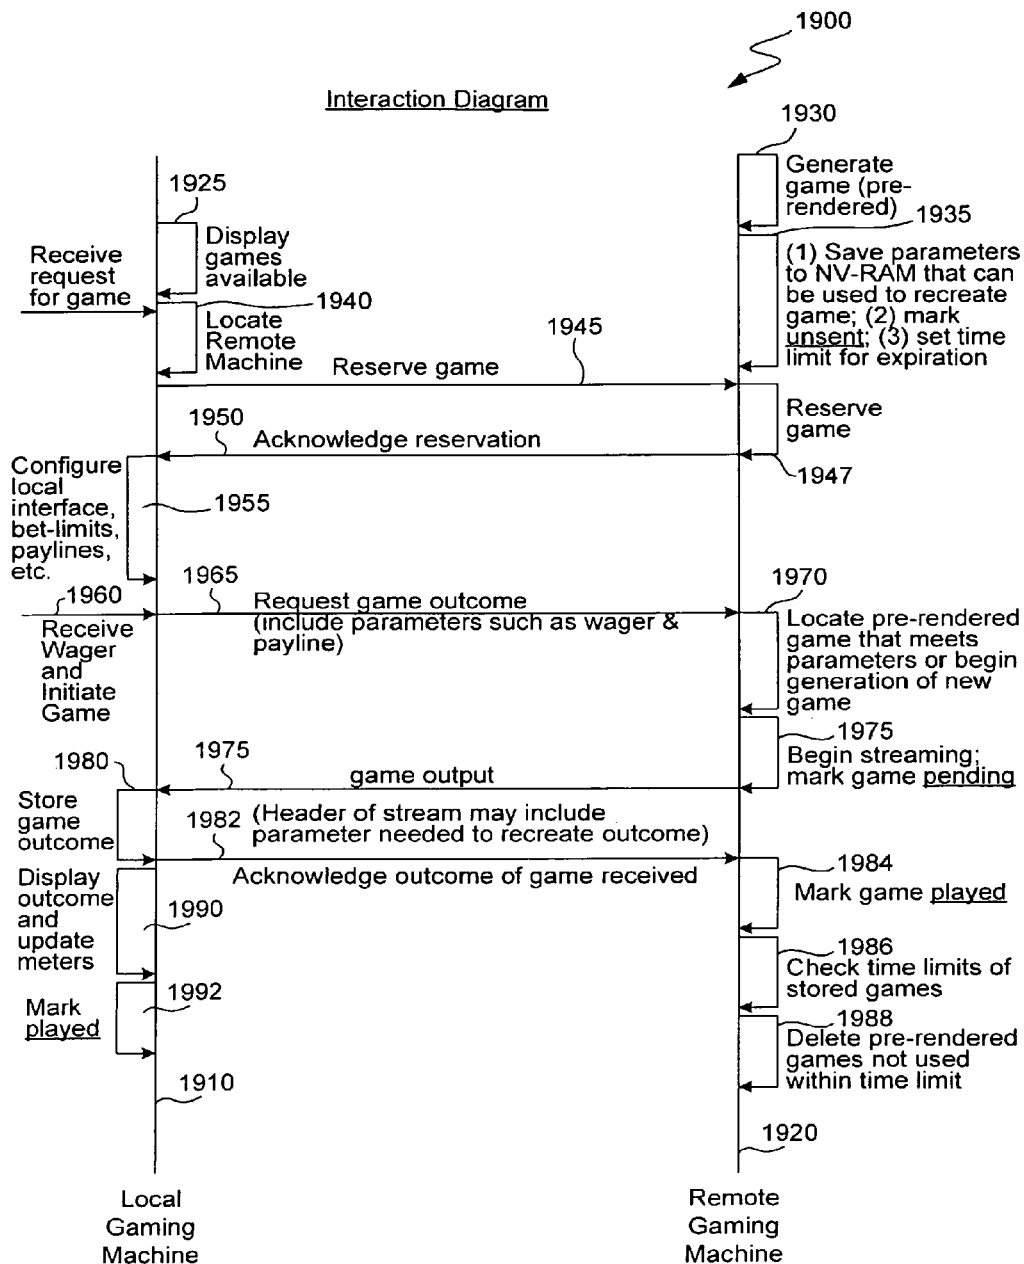 1900
Interaction Diagram
1930
Generate
game (pre-
rendered)
1925
Display
games
available
1935
Receive
request
for game
(1) Save parameters
to NV-RAM that can
be used to recreate
game; (2) mark
unsent; (3) set time
limit for expiration
1940
Locate
Remote
Machine
1945
Reserve game
Reserve
game
1950
Acknowledge reservation
1947
Configure
local
interface,
bet-limits,
paylines,
etc.
1955
1960
1965
1970
Request game outcome
(include parameters such as wager &
payline)
Receive
Wager
and
Initiate
Game
Locate pre-rendered
game that meets
parameters or begin
generation of new
game
1975
Begin streaming;
mark game pending
1980
1975
game output
Store
game
outcome
1982
(Header of stream may include
parameter needed to recreate outcome)
Acknowledge outcome of game received
1984
Mark game played
Display
outcome
and
update
meters
1990
1986
Check time limits of
stored games
1992
Mark
played
1988
Delete pre-rendered
games not used
within time limit
1910
1920
Local
Gaming
Machine
Remote
Gaming
Machine